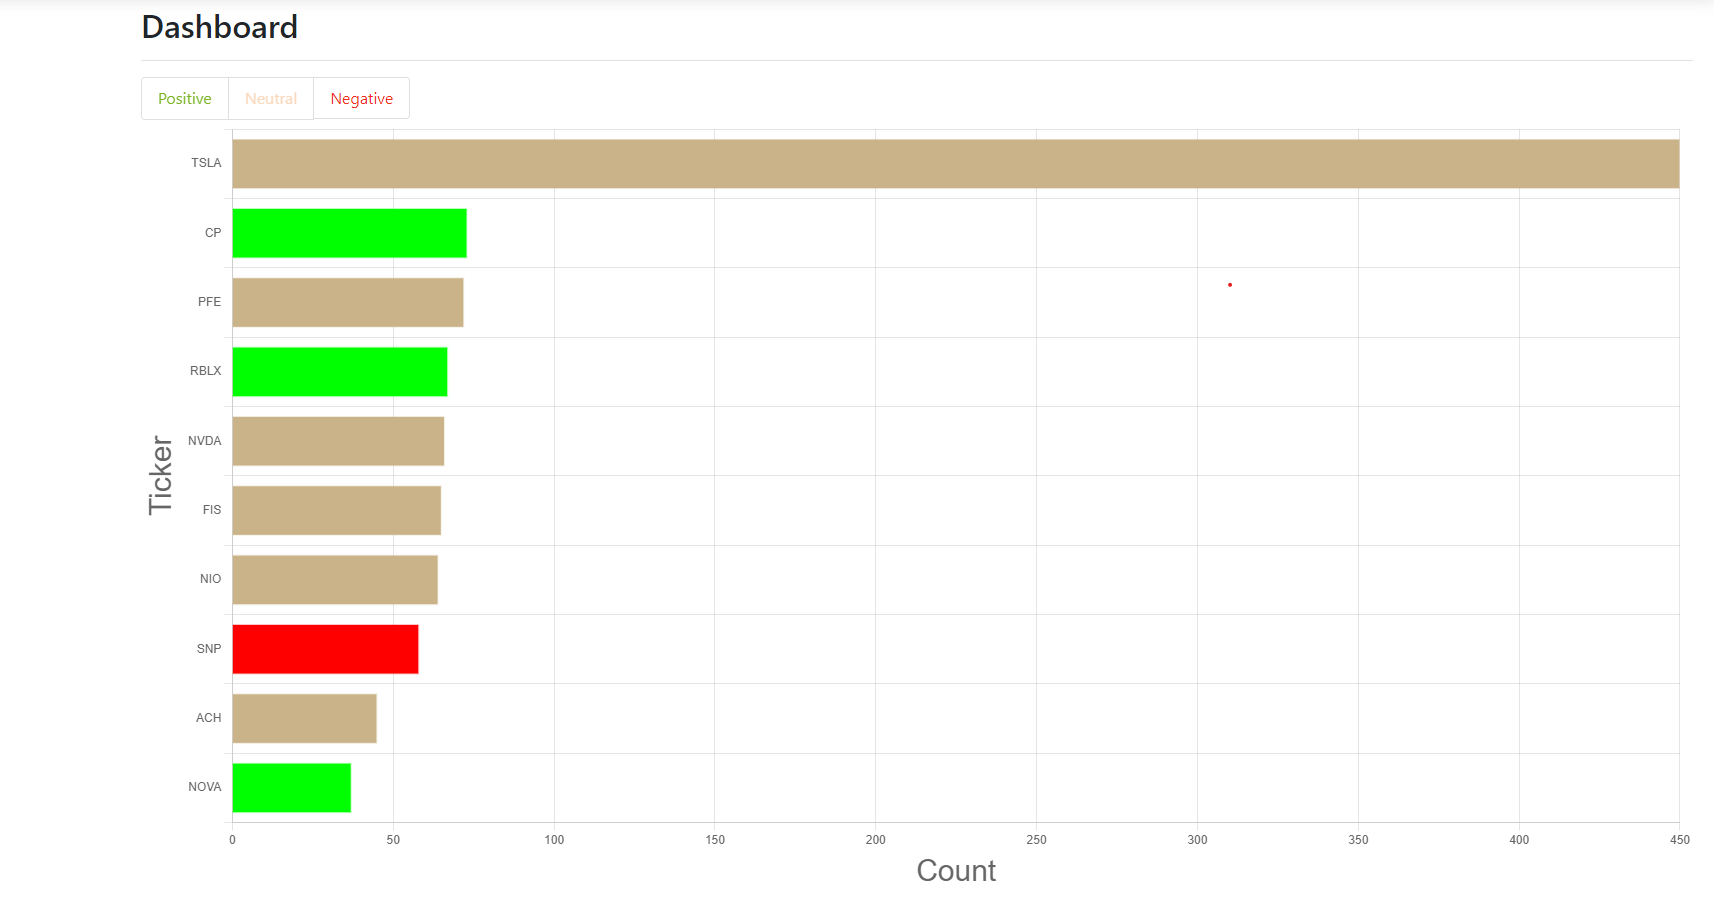 Dashboard
Positive Neutral Negative
TSLA
CP
PFE
RBLX
NVDA
FIS
NIO
SNP
ACH
NOVA
Ticker
0 50 100 150 200 250 300 350 400 450
Count